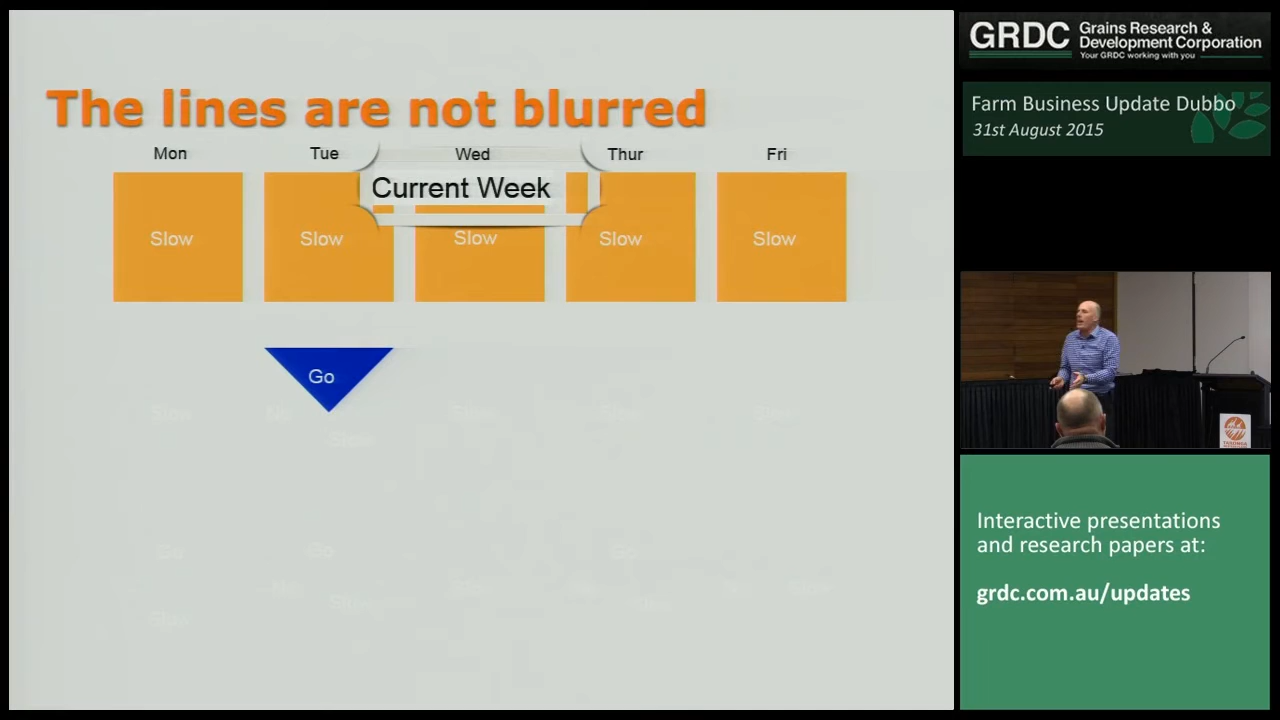 The lines are not blurred
Mon Tue Wed Thur Fri
Current Week
Slow Slow Slow Slow Slow
Go
GRDC Grains Research &
Development Corporation
Your GRDC working with you
Farm Business Update Dubbo
31st August 2015
Interactive presentations
and research papers at:
grdc.com.au/updates